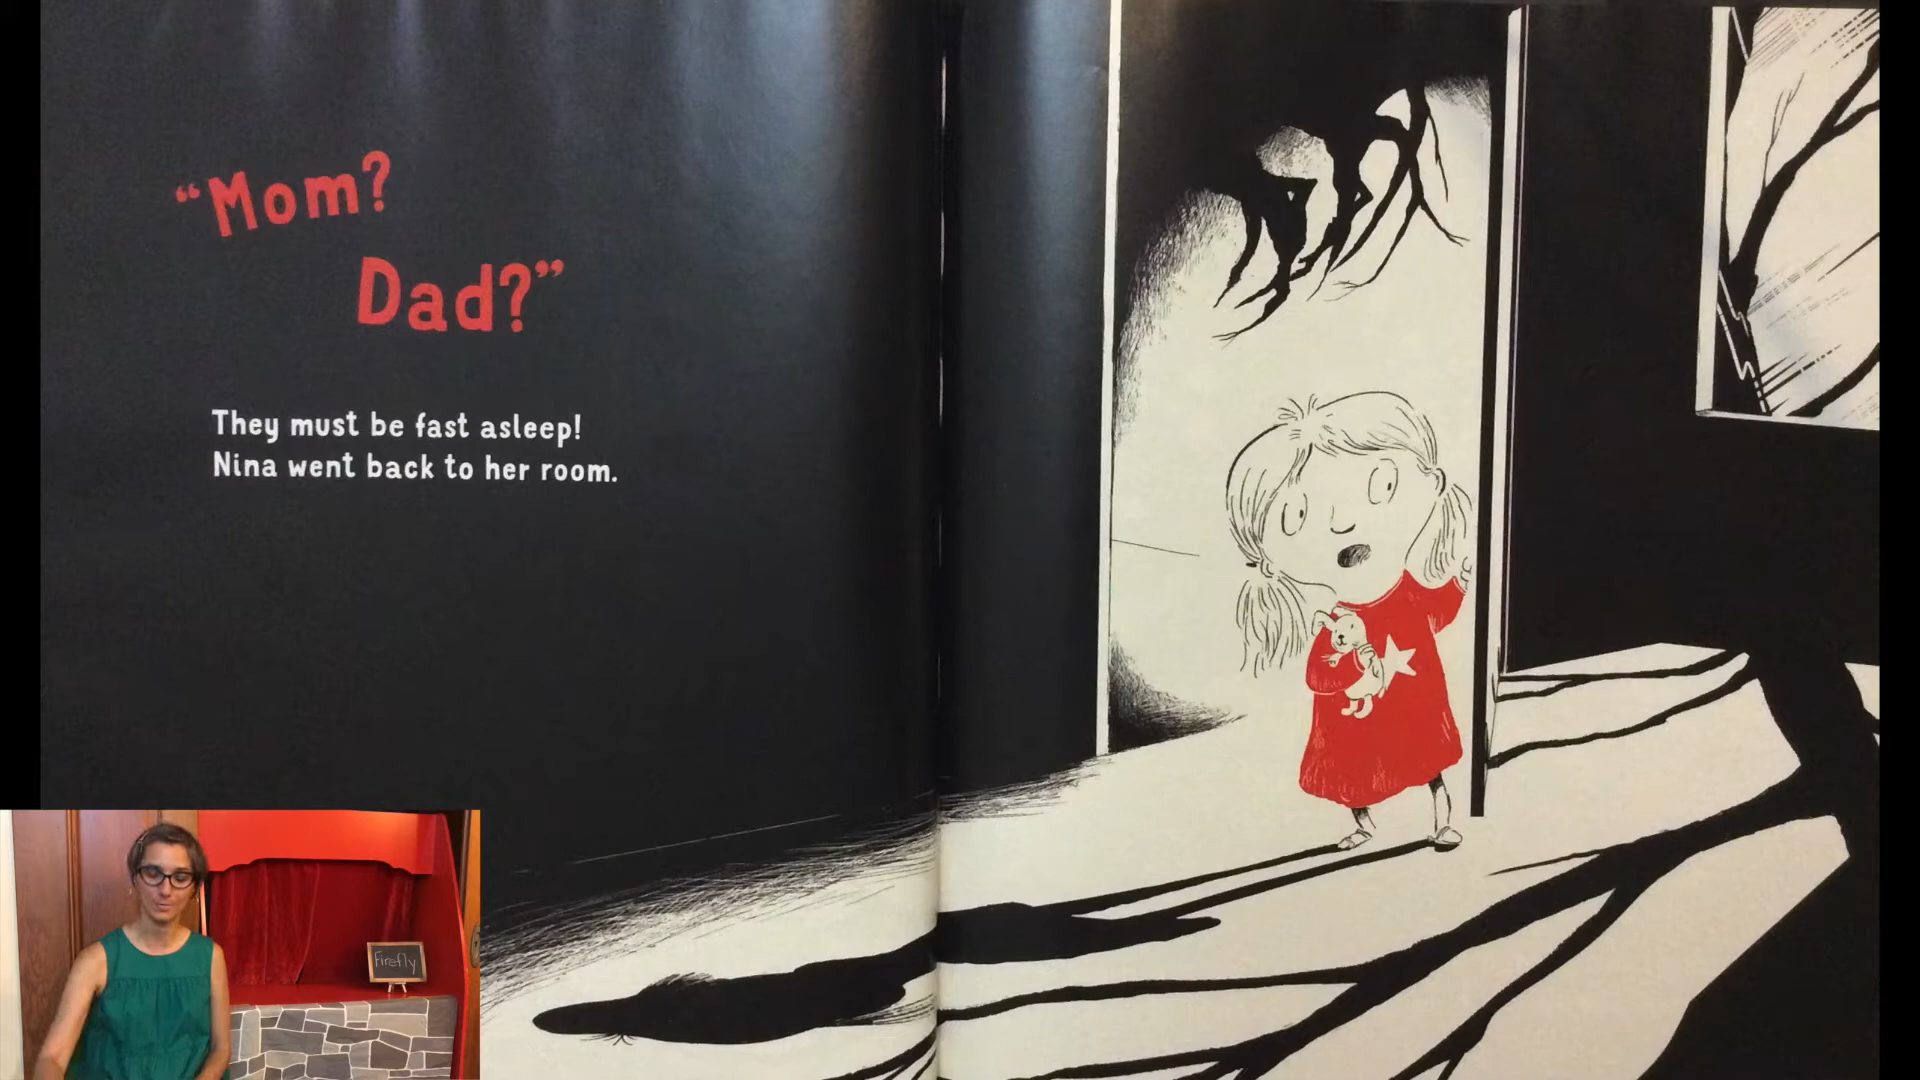 “Mom?
Dad?”
They must be fast asleep!
Nina went back to her room.
Firefly